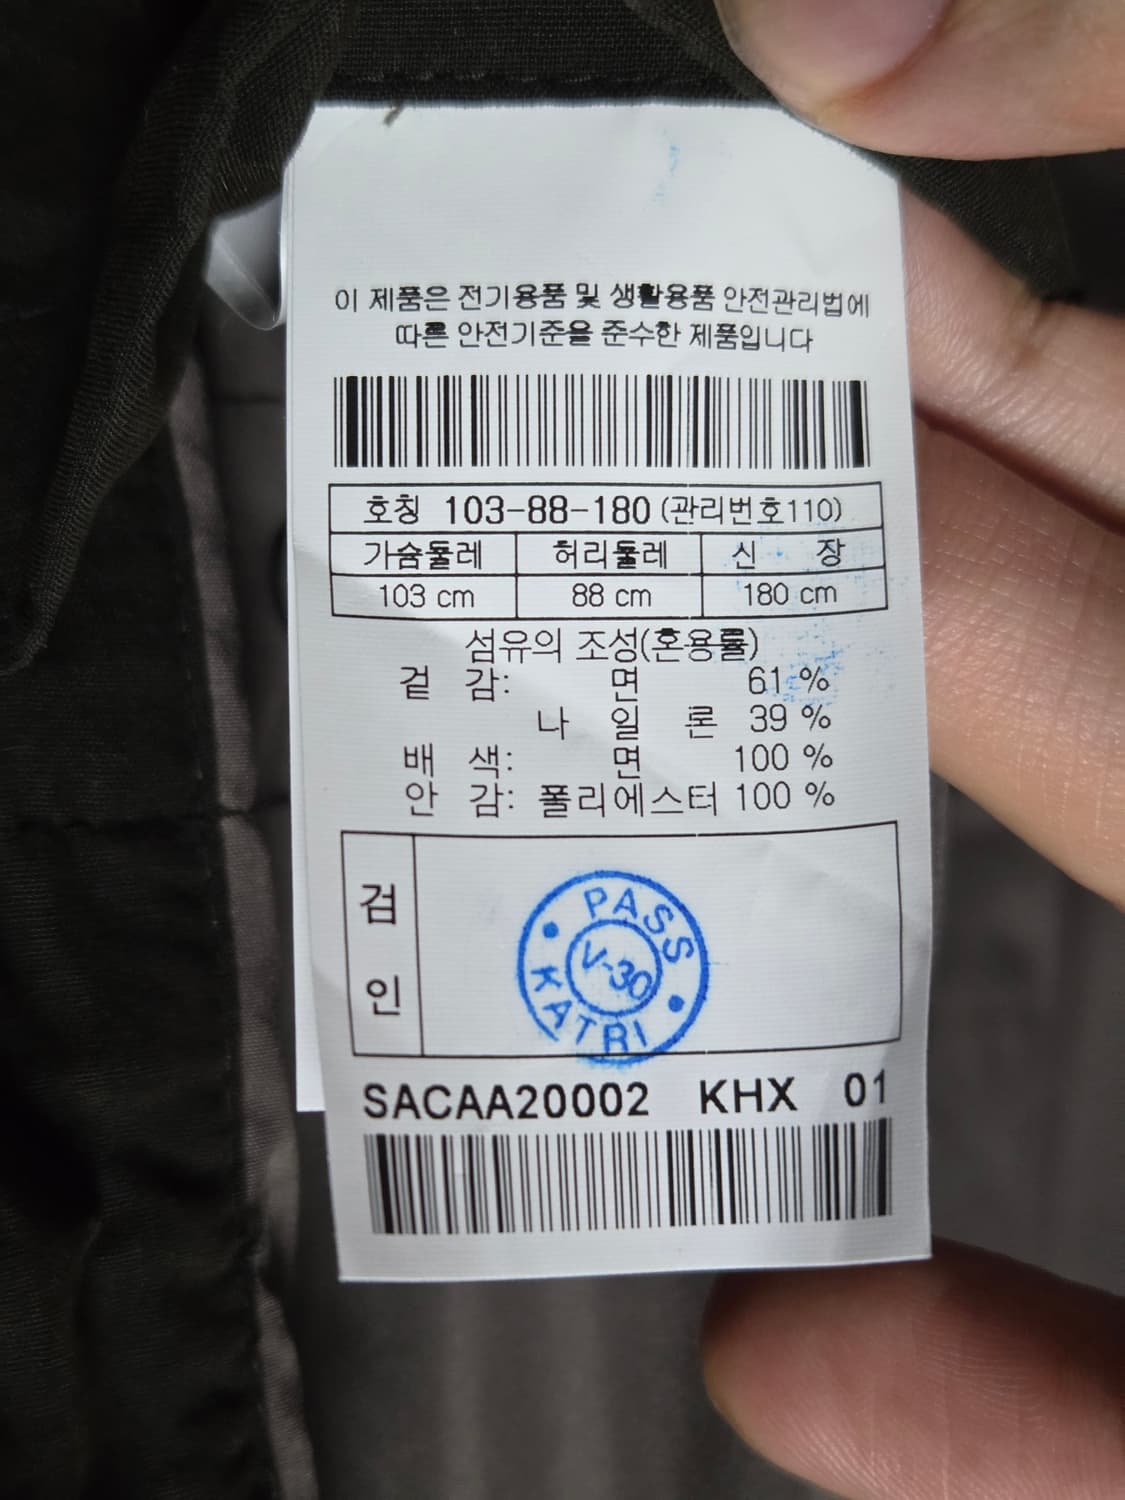 이 제품은 전기용품 및 생활용품 안전관리법에
따른 안전기준을 준수한 제품입니다
호칭 103-88-180 (관리번호110)
가슴둘레 허리둘레 신 장
103 cm 88 cm 180 cm
섬유의 조성(혼용률)
겉 감: 면 61 %
나 일 론 39 %
배 색: 면 100 %
안 감: 폴리에스터 100 %
검
인
PASS
V-30
KATRI
SACAA20002 KHX 01